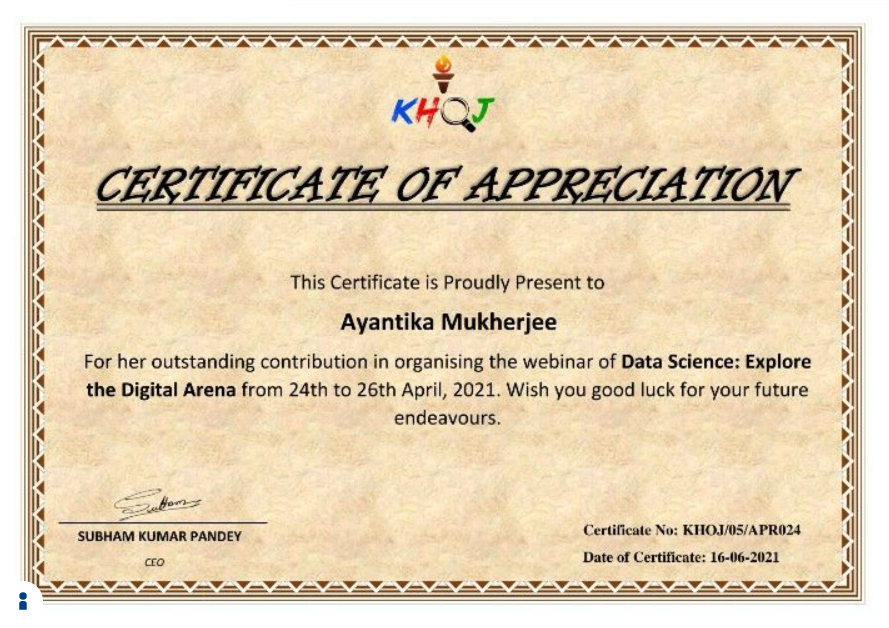 KHOJ
CERTIFICATE OF APPRECIATION
This Certificate is Proudly Present to
Ayantika Mukherjee
For her outstanding contribution in organising the webinar of Data Science: Explore
the Digital Arena from 24th to 26th April, 2021. Wish you good luck for your future
endeavours.
Subham
SUBHAM KUMAR PANDEY
CEO
Certificate No: KHOJ/05/APR024
Date of Certificate: 16-06-2021